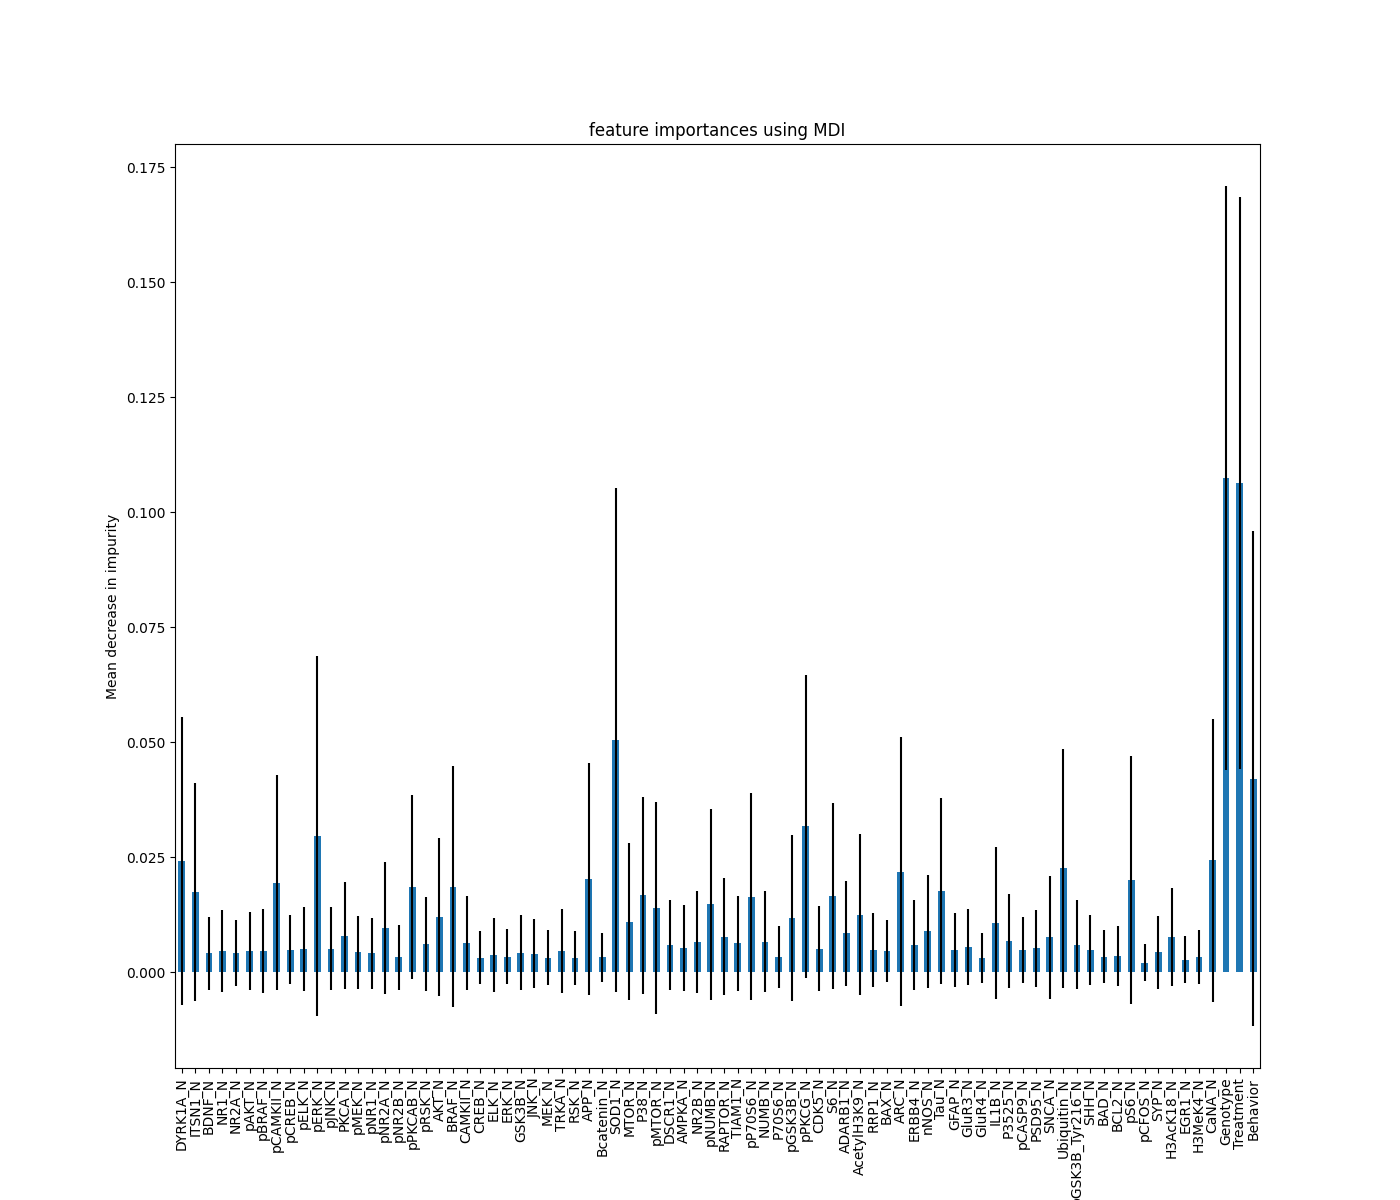 feature importances using MDI
Mean decrease in impurity
0.175
0.150
0.125
0.100
0.075
0.050
0.025
0.000
DYRK1A_N
ITSN1_N
BDNF_N
NR1_N
NR2A_N
pAKT_N
pBRAF_N
pCAMKII_N
pCREB_N
pELK_N
pERK_N
pJNK_N
PKCA_N
pMEK_N
pNR1_N
pNR2A_N
pNR2B_N
pPKCAB_N
pRSK_N
AKT_N
BRAF_N
CAMKII_N
CREB_N
ELK_N
ERK_N
GSK3B_N
JNK_N
MEK_N
TRKA_N
RSK_N
APP_N
Bcatenin_N
SOD1_N
MTOR_N
P38_N
pMTOR_N
DSCR1_N
AMPKA_N
NR2B_N
pNUMB_N
RAPTOR_N
TIAM1_N
pP70S6_N
NUMB_N
P70S6_N
pGSK3B_N
pPKCG_N
CDK5_N
S6_N
ADARB1_N
AcetylH3K9_N
RRP1_N
BAX_N
ARC_N
ERBB4_N
nNOS_N
Tau_N
GFAP_N
GluR3_N
GluR4_N
IL1B_N
P3525_N
pCASP9_N
PSD95_N
SNCA_N
Ubiquitin_N
GSK3B_Tyr216_N
SHH_N
BAD_N
BCL2_N
pS6_N
pCFOS_N
SYP_N
H3AcK18_N
EGR1_N
H3MeK4_N
CaNA_N
Genotype
Treatment
Behavior